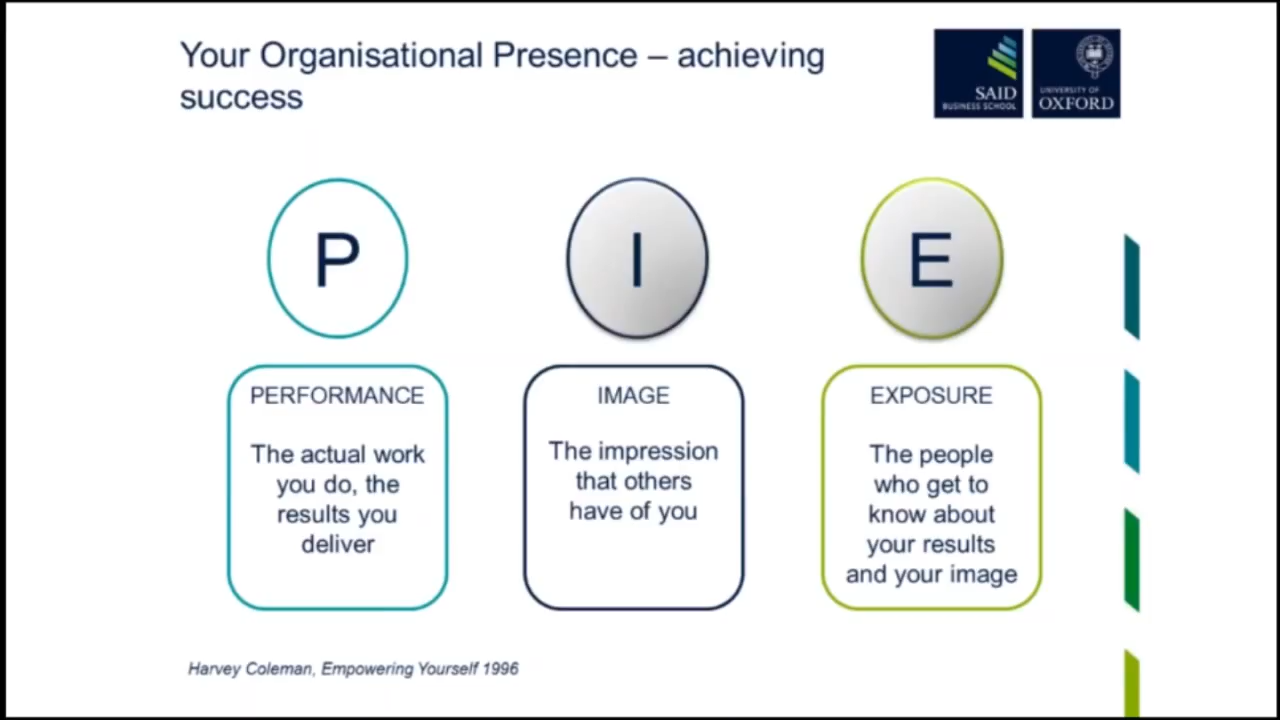 Your Organisational Presence – achieving
success
SAID
BUSINESS SCHOOL
UNIVERSITY OF
OXFORD
P
I
E
PERFORMANCE
The actual work
you do, the
results you
deliver
IMAGE
The impression
that others
have of you
EXPOSURE
The people
who get to
know about
your results
and your image
Harvey Coleman, Empowering Yourself 1996